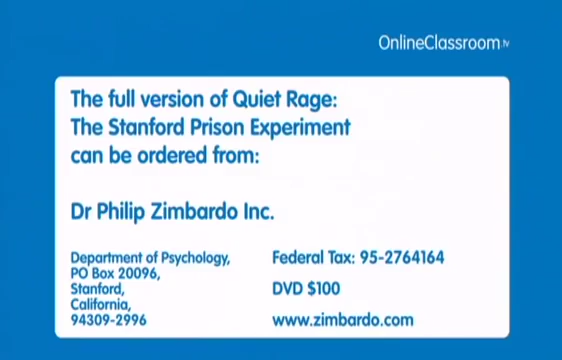 OnlineClassroom.tv
The full version of Quiet Rage:
The Stanford Prison Experiment
can be ordered from:
Dr Philip Zimbardo Inc.
Department of Psychology,
PO Box 20096,
Stanford,
California,
94309-2996
Federal Tax: 95-2764164
DVD $100
www.zimbardo.com